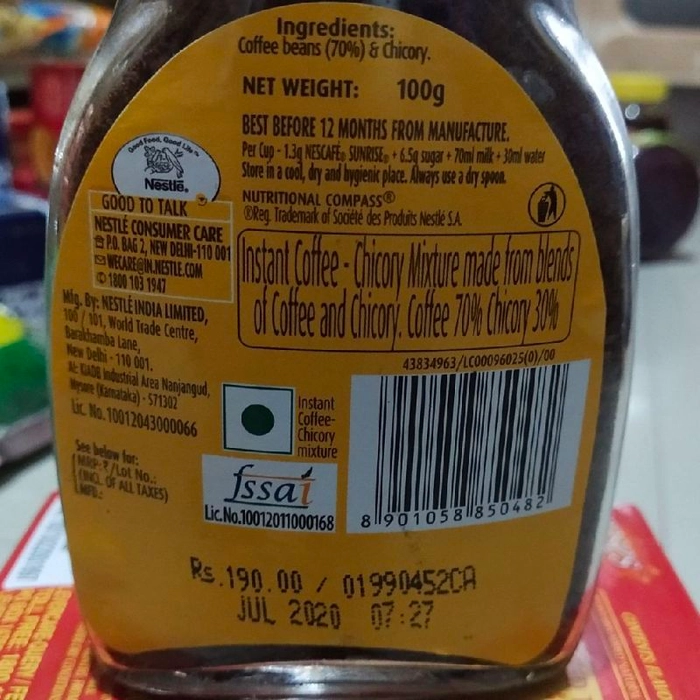 Ingredients:
Coffee beans (70%) & Chicory.
NET WEIGHT: 100g
BEST BEFORE 12 MONTHS FROM MANUFACTURE.
Per Cup - 1.3g NESCAFÉ® SUNRISE® + 6.5g sugar + 70ml milk + 30ml water
Store in a cool, dry and hygienic place. Always use a dry spoon.
NUTRITIONAL COMPASS®
®Reg. Trademark of Société des Produits Nestlé S.A.
Good Food, Good Life™
Nestlé®
GOOD TO TALK
NESTLÉ CONSUMER CARE
P.O. BAG 2, NEW DELHI-110 001
WECARE@IN.NESTLE.COM
1800 103 1947
Instant Coffee - Chicory Mixture made from blends
of Coffee and Chicory. Coffee 70% Chicory 30%
Mfg. By: NESTLÉ INDIA LIMITED,
100 / 101, World Trade Centre,
Barakhamba Lane,
New Delhi - 110 001.
At: KIADB Industrial Area Nanjangud,
Mysore (Karnataka) - 571302
Lic. No. 10012043000066
43834963/LC00096025(0)/00
Instant
Coffee-
Chicory
mixture
See below for:
MRP: ₹/Lot No.:
(INCL. OF ALL TAXES)
MFD.:
fssai
Lic.No.10012011000168
8 901058 850482
Rs.190.00 / 01990452CA
JUL 2020 07:27